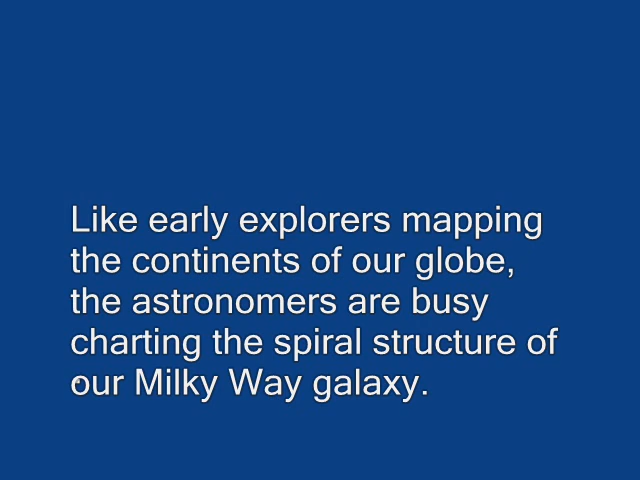 Like early explorers mapping
the continents of our globe,
the astronomers are busy
charting the spiral structure of
our Milky Way galaxy.